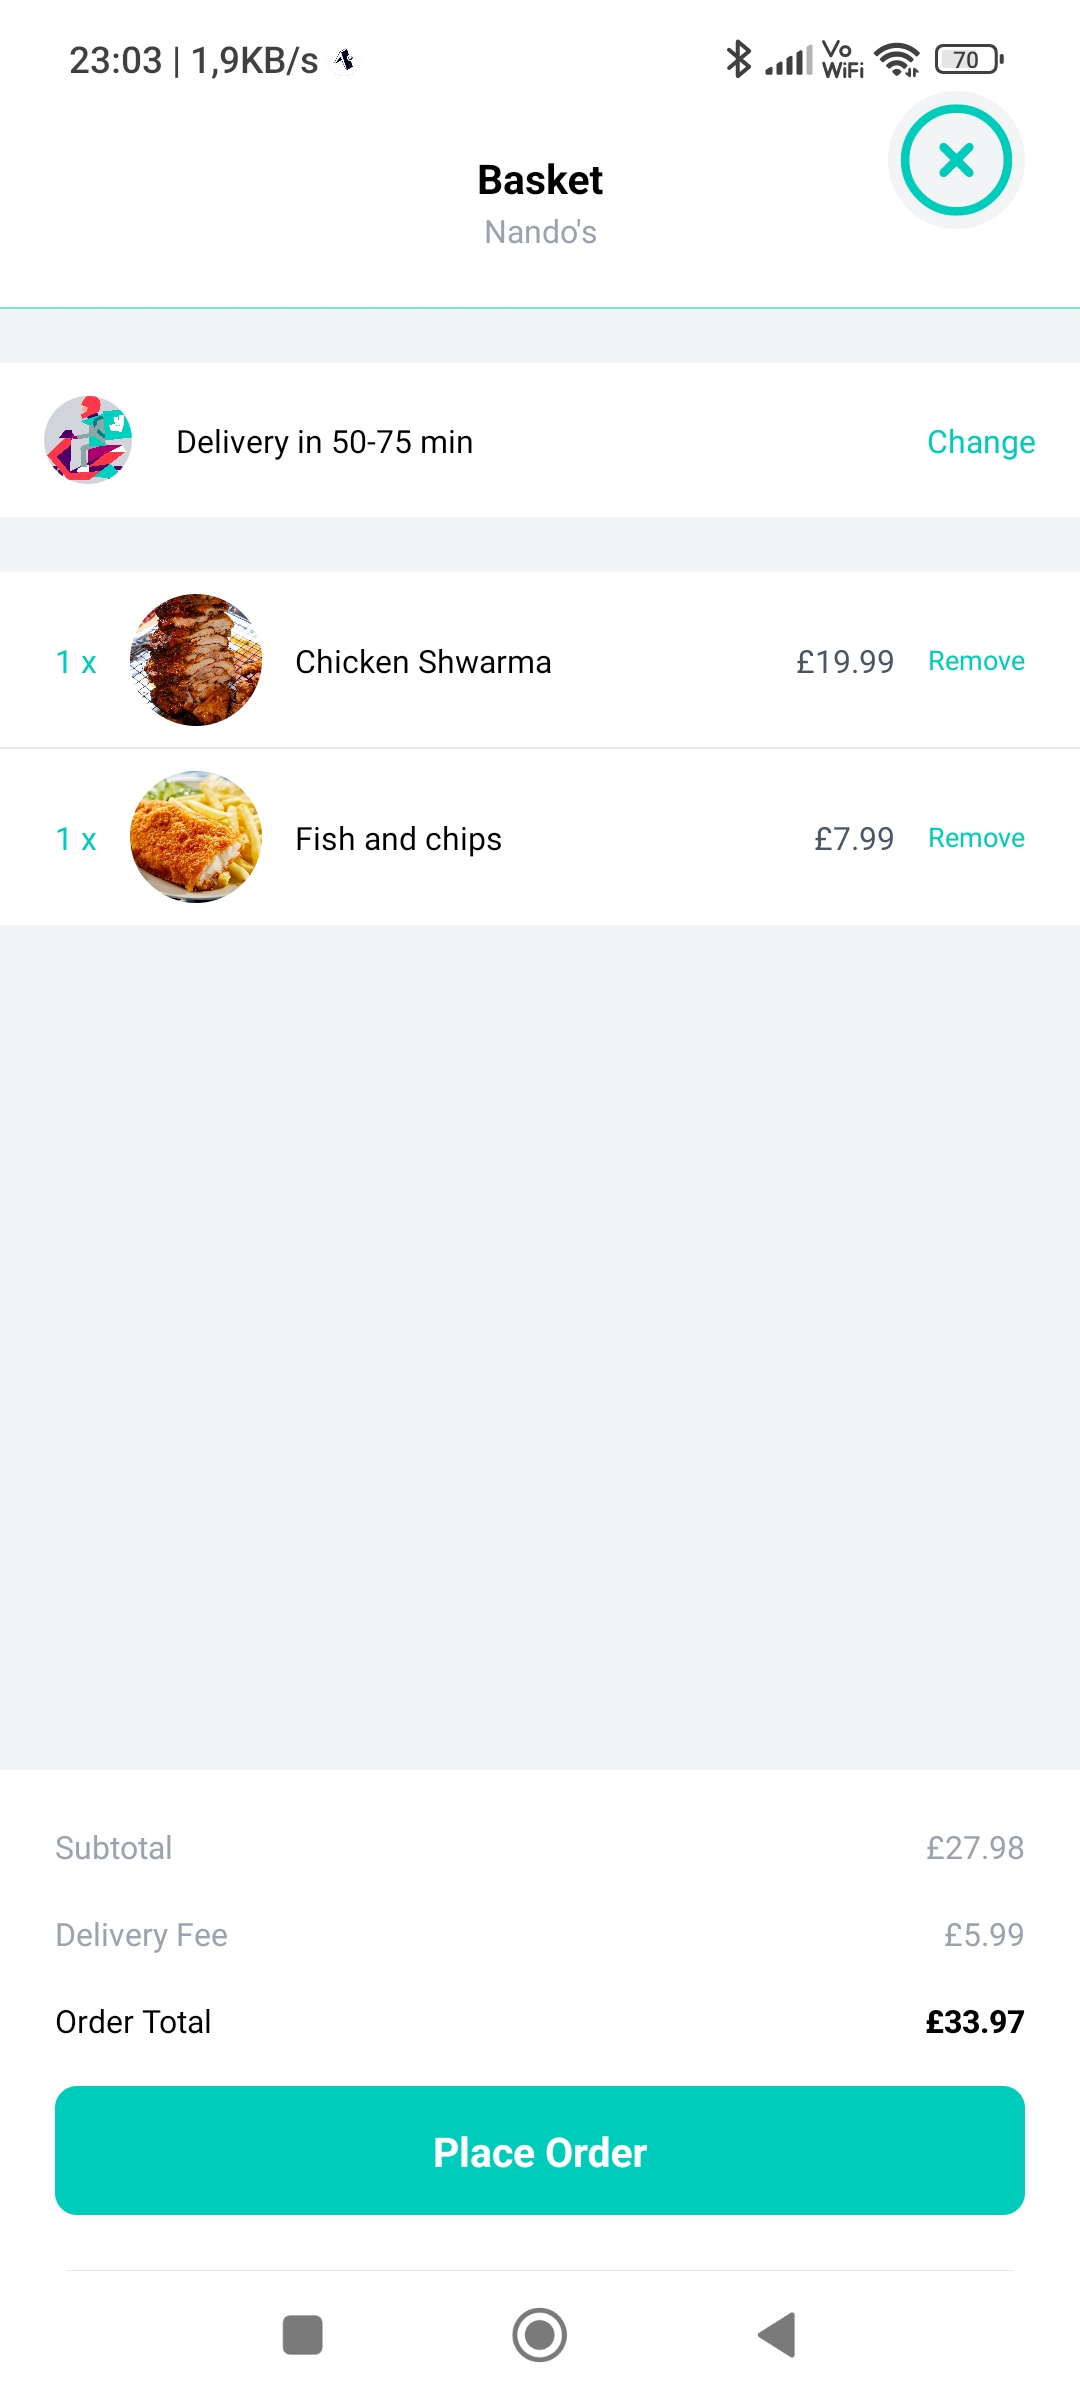 23:03 | 1,9KB/s
Vo
WiFi
70
Basket
Nando's
Delivery in 50-75 min Change
1 x Chicken Shwarma £19.99 Remove
1 x Fish and chips £7.99 Remove
Subtotal £27.98
Delivery Fee £5.99
Order Total £33.97
Place Order